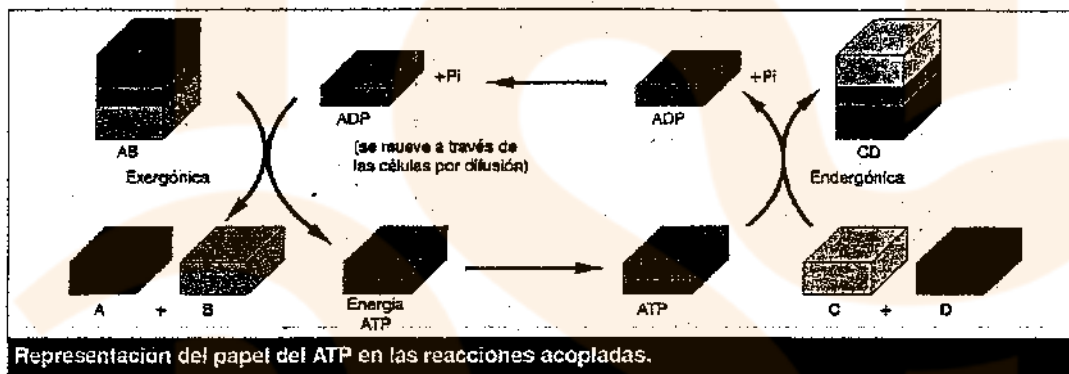 +Pi
+Pi
ADP
ADP
AB
(se mueve a través de
las células por difusión)
CD
Exergónica
Endergónica
A + B
Energía
ATP
ATP
C + D
Representación del papel del ATP en las reacciones acopladas.